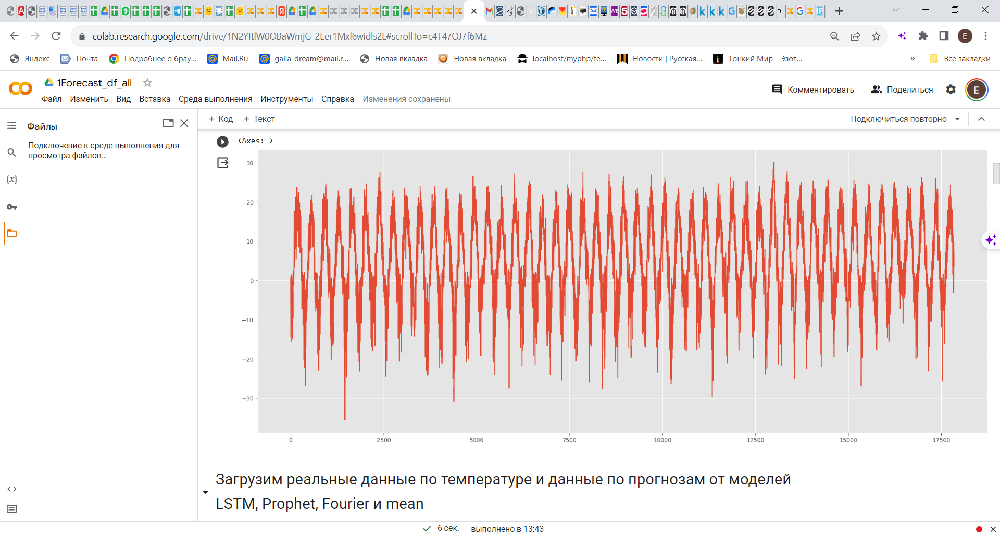 colab.research.google.com/drive/1N2YItlW0OBaWmjG_2Eer1Mxl6widls2L#scrollTo=c4T47OJ7f6Mz
E
Яндекс Почта Подробнее о брау... Mail.Ru galla_dream@mail.r... Новая вкладка Новая вкладка localhost/myphp/te... Новости | Русская... Тонкий Мир - Эзот... » Все закладки
1Forecast_df_all
Файл Изменить Вид Вставка Среда выполнения Инструменты Справка Изменения сохранены
Комментировать Поделиться E
Файлы
Подключение к среде выполнения для
просмотра файлов...
{x}
+ Код + Текст
Подключиться повторно
<Axes: >
30
20
10
0
−10
−20
−30
0 2500 5000 7500 10000 12500 15000 17500
Загрузим реальные данные по температуре и данные по прогнозам от моделей
LSTM, Prophet, Fourier и mean
6 сек. выполнено в 13:43